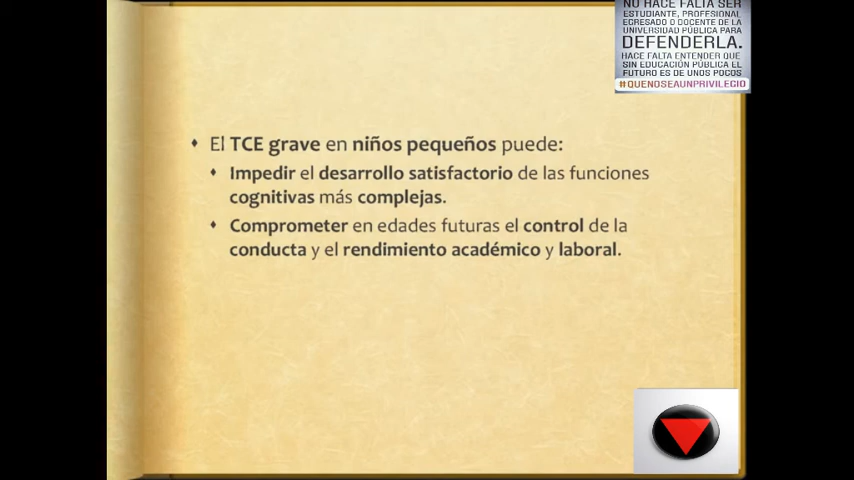 NO HACE FALTA SER
ESTUDIANTE, PROFESIONAL
EGRESADO O DOCENTE DE LA
UNIVERSIDAD PÚBLICA PARA
DEFENDERLA.
HACE FALTA ENTENDER QUE
SIN EDUCACIÓN PÚBLICA EL
FUTURO ES DE UNOS POCOS
#QUENOSEAUNPRIVILEGIO
El TCE grave en niños pequeños puede:
Impedir el desarrollo satisfactorio de las funciones
cognitivas más complejas.
Comprometer en edades futuras el control de la
conducta y el rendimiento académico y laboral.